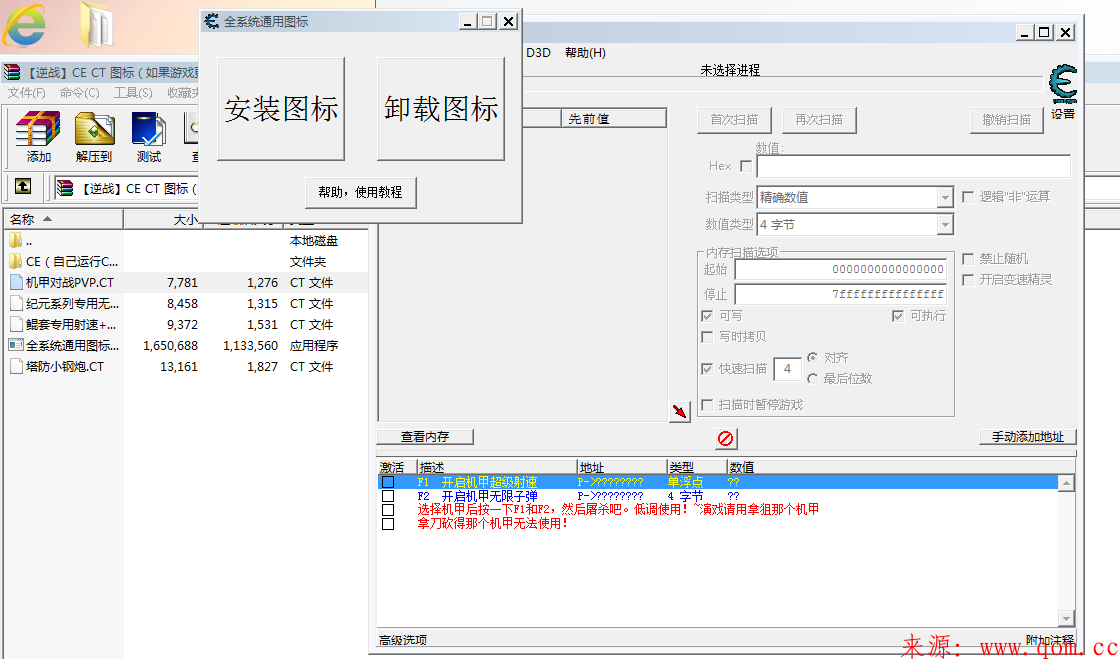 全系统通用图标
安装图标
卸载图标
帮助，使用教程
【逆战】CE CT 图标 ( 如果游戏
文件(F) 命令(C) 工具(S) 收藏夹
添加 解压到 测试
【逆战】CE CT 图标 (
名称 大小
.. 本地磁盘
CE ( 自己运行C... 文件夹
机甲对战PVP.CT 7,781 1,276 CT 文件
纪元系列专用无... 8,458 1,315 CT 文件
鲲套专用射速+... 9,372 1,531 CT 文件
全系统通用图标... 1,650,688 1,133,560 应用程序
塔防小钢炮.CT 13,161 1,827 CT 文件
D3D 帮助(H)
未选择进程
设置
先前值
首次扫描 再次扫描 撤销扫描
数值:
Hex
扫描类型 精确数值 逻辑"非"运算
数值类型 4 字节
内存扫描选项
起始 0000000000000000 禁止随机
停止 7fffffffffffffff 开启变速精灵
可写 可执行
写时拷贝
快速扫描 4 对齐
最后位数
扫描时暂停游戏
查看内存 手动添加地址
激活 描述 地址 类型 数值
F1 开启机甲超级射速 P->???????? 单浮点 ??
F2 开启机甲无限子弹 P->???????? 4 字节 ??
选择机甲后按一下F1和F2，然后屠杀吧。低调使用！~演戏请用拿狙那个机甲
拿刀砍得那个机甲无法使用！
高级选项 附加注释
来源: www.qom.cc